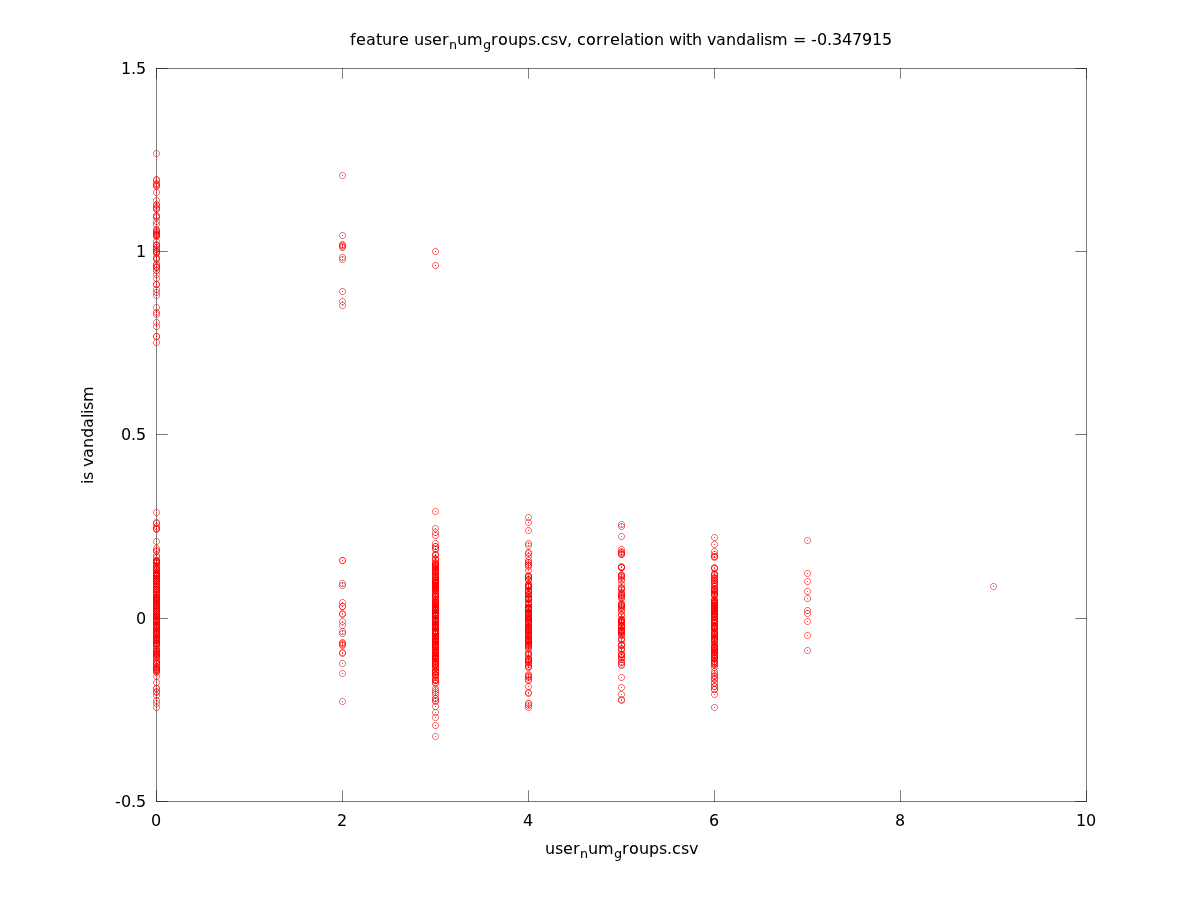 feature user_num_groups.csv, correlation with vandalism = -0.347915
1.5
1
0.5
0
-0.5
is vandalism
0 2 4 6 8 10
user_num_groups.csv